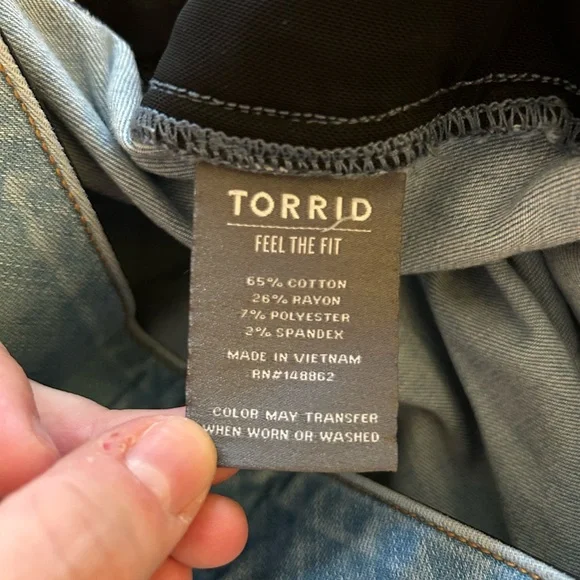 TORRID
FEEL THE FIT
65% COTTON
26% RAYON
7% POLYESTER
2% SPANDEX
MADE IN VIETNAM
RN#148862
COLOR MAY TRANSFER
WHEN WORN OR WASHED